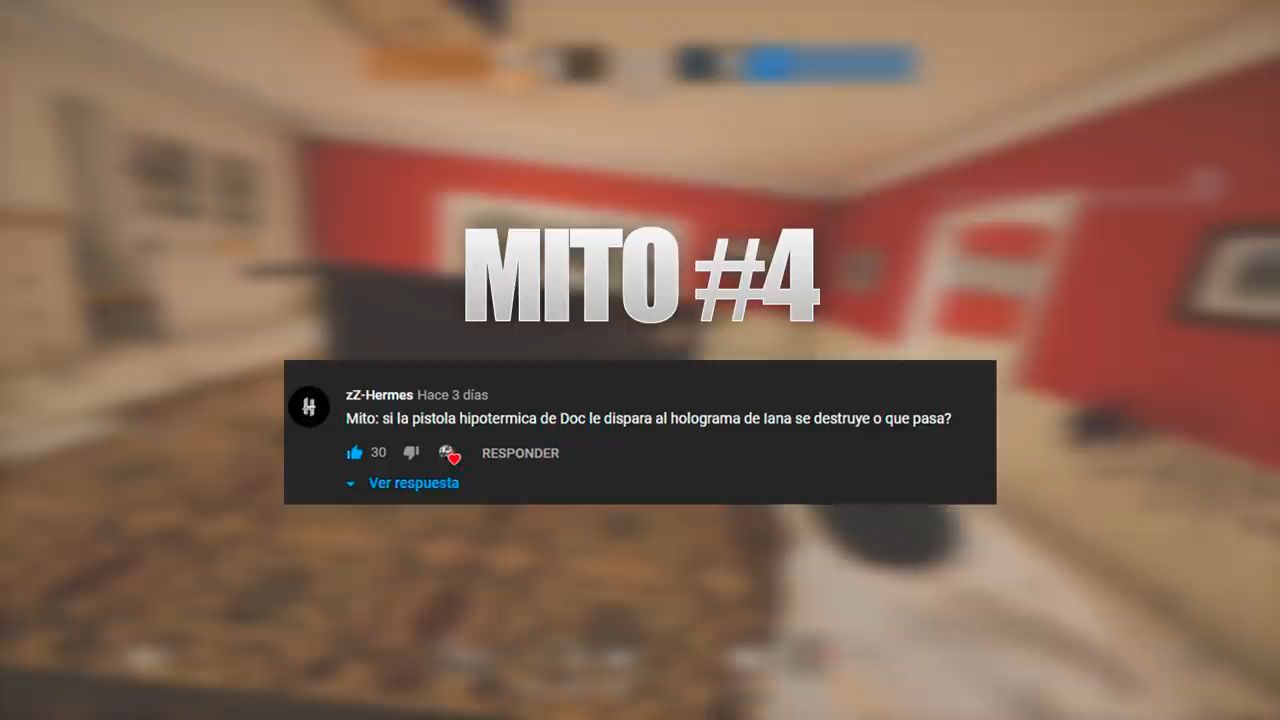 MITO #4
zZ-Hermes Hace 3 días
Mito: si la pistola hipotermica de Doc le dispara al holograma de Iana se destruye o que pasa?
30 RESPONDER
Ver respuesta